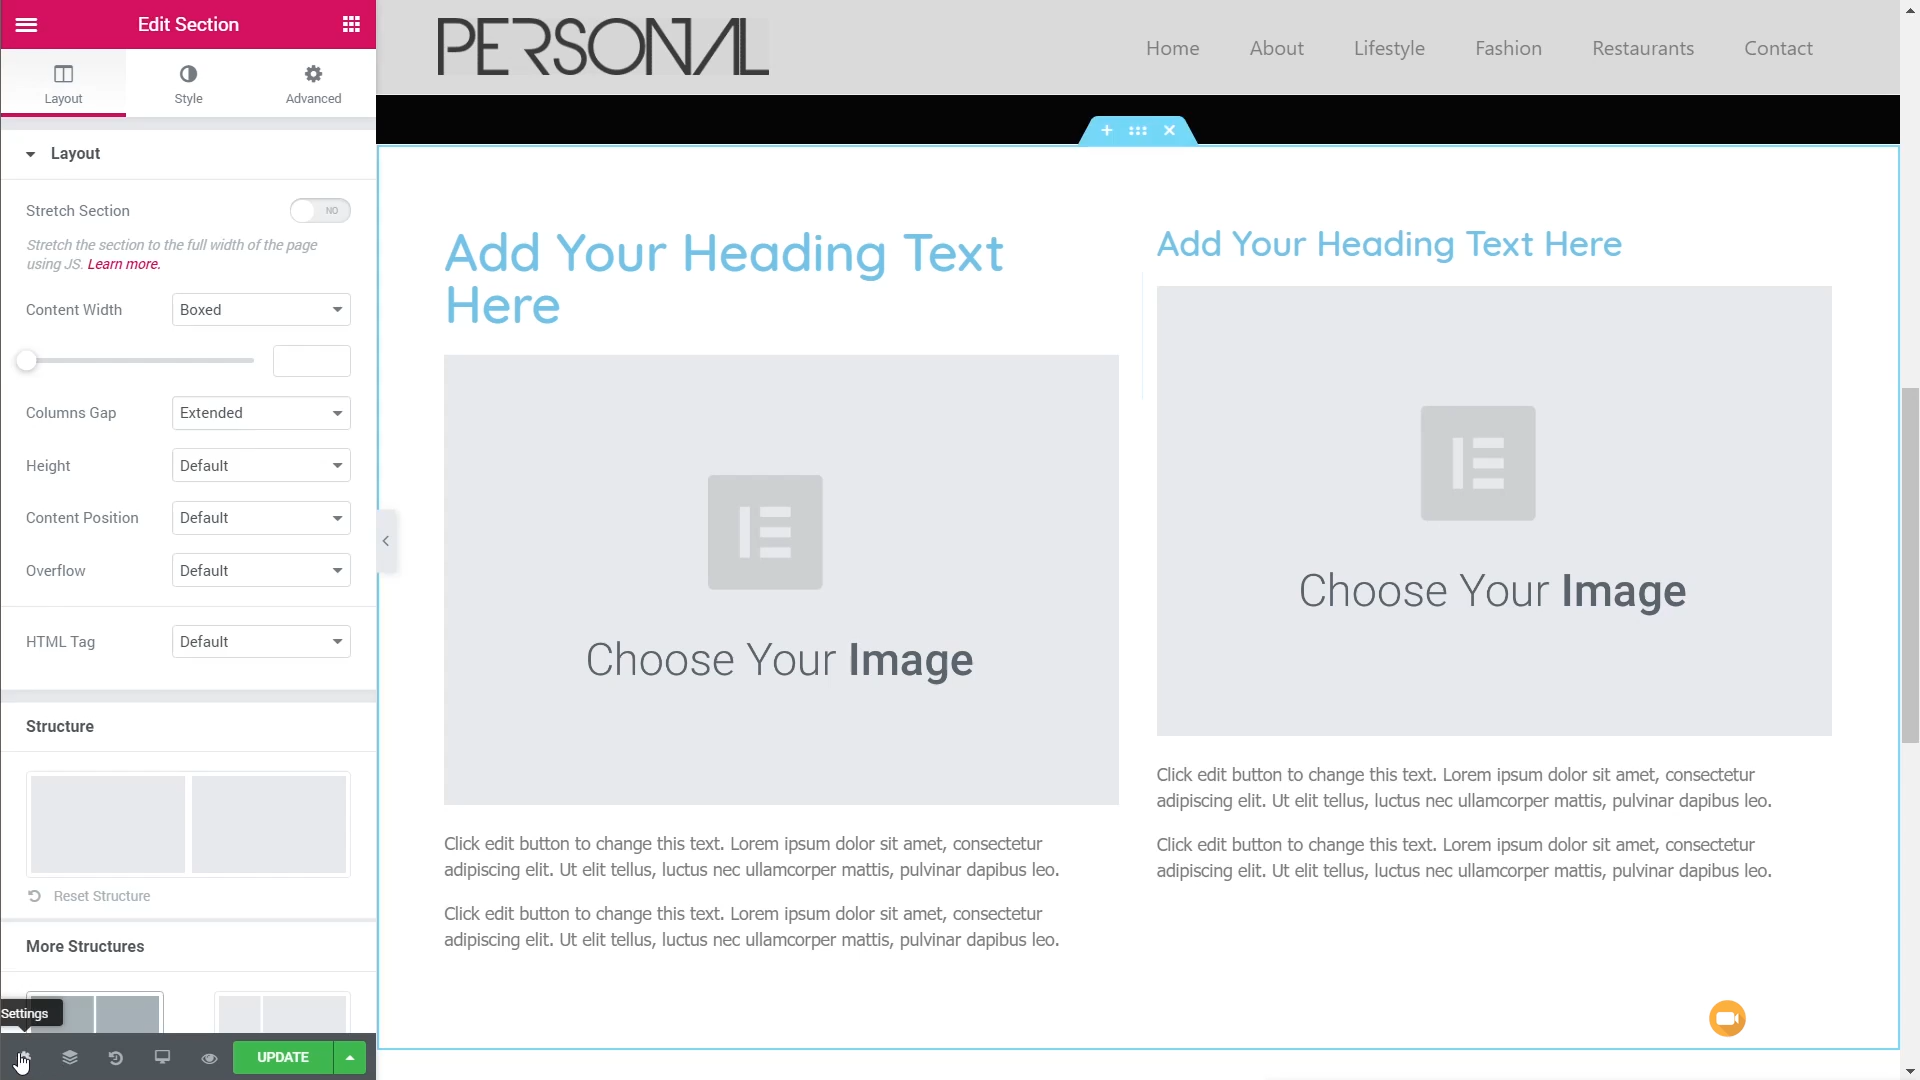 Edit Section
Layout
Style
Advanced
Layout
Stretch Section
NO
Stretch the section to the full width of the page
using JS. Learn more.
Content Width
Boxed
Columns Gap
Extended
Height
Default
Content Position
Default
Overflow
Default
HTML Tag
Default
Structure
Reset Structure
More Structures
Settings
UPDATE
PERSONAL
Home
About
Lifestyle
Fashion
Restaurants
Contact
Add Your Heading Text
Here
Choose Your Image
Click edit button to change this text. Lorem ipsum dolor sit amet, consectetur
adipiscing elit. Ut elit tellus, luctus nec ullamcorper mattis, pulvinar dapibus leo.
Click edit button to change this text. Lorem ipsum dolor sit amet, consectetur
adipiscing elit. Ut elit tellus, luctus nec ullamcorper mattis, pulvinar dapibus leo.
Add Your Heading Text Here
Choose Your Image
Click edit button to change this text. Lorem ipsum dolor sit amet, consectetur
adipiscing elit. Ut elit tellus, luctus nec ullamcorper mattis, pulvinar dapibus leo.
Click edit button to change this text. Lorem ipsum dolor sit amet, consectetur
adipiscing elit. Ut elit tellus, luctus nec ullamcorper mattis, pulvinar dapibus leo.